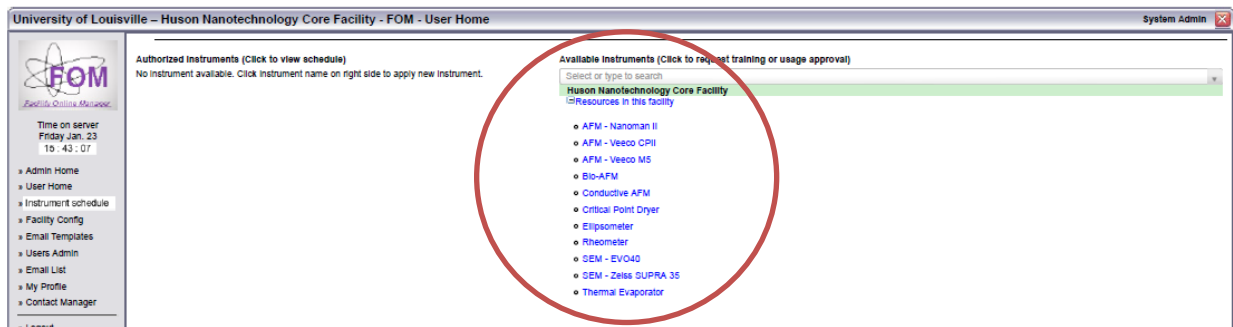 University of Louisville – Huson Nanotechnology Core Facility - FOM - User Home
System Admin
FOM
Facility Online Manager
Time on server
Friday Jan. 23
15 : 43 : 07
» Admin Home
» User Home
» Instrument schedule
» Facility Config
» Email Templates
» Users Admin
» Email List
» My Profile
» Contact Manager
» Logout
Authorized Instruments (Click to view schedule)
No instrument available. Click instrument name on right side to apply new instrument.
Available Instruments (Click to request training or usage approval)
Select or type to search
Huson Nanotechnology Core Facility
Resources in this facility
AFM - Nanoman II
AFM - Veeco CPII
AFM - Veeco M5
Bio-AFM
Conductive AFM
Critical Point Dryer
Ellipsometer
Rheometer
SEM - EVO40
SEM - Zeiss SUPRA 35
Thermal Evaporator